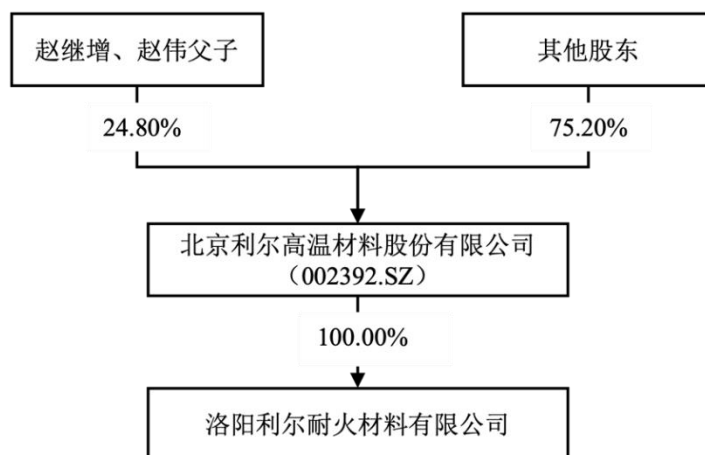 赵继增、赵伟父子
其他股东
24.80%
75.20%
北京利尔高温材料股份有限公司
（002392.SZ）
100.00%
洛阳利尔耐火材料有限公司